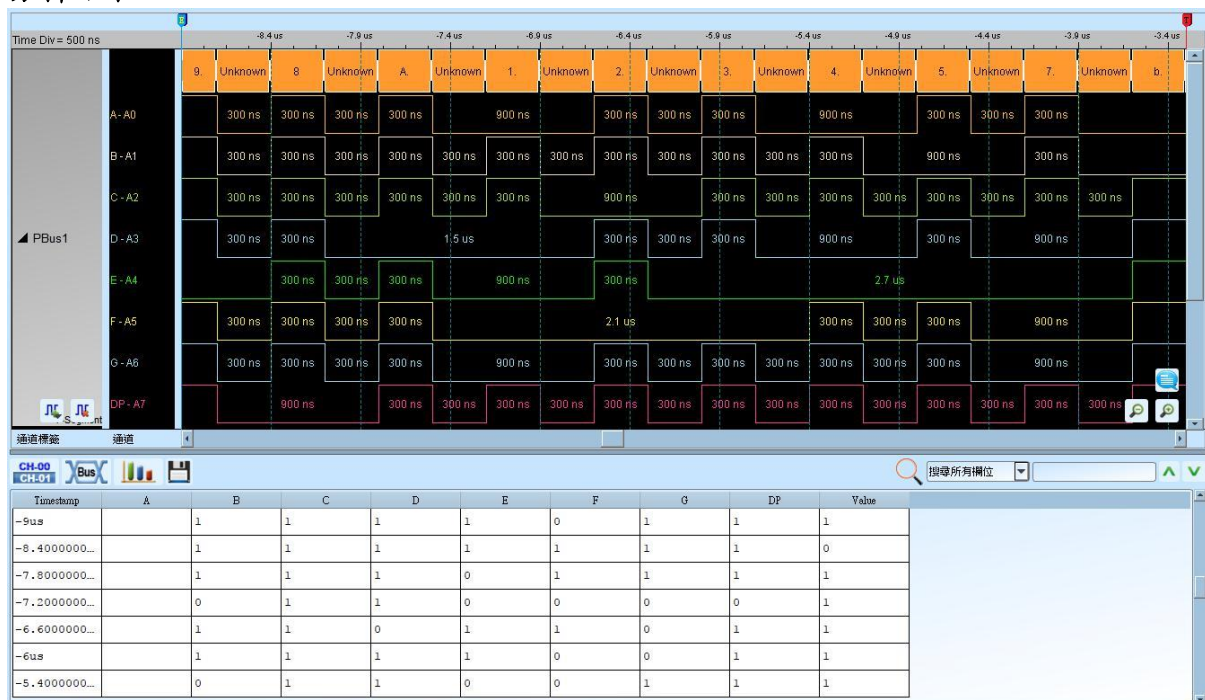 Time Div = 500 ns
-8.4 us -7.9 us -7.4 us -6.9 us -6.4 us -5.9 us -5.4 us -4.9 us -4.4 us -3.9 us -3.4 us
9. Unknown 8 Unknown A. Unknown 1. Unknown 2. Unknown 3. Unknown 4. Unknown 5. Unknown 7. Unknown b.
A - A0 300 ns 300 ns 300 ns 300 ns 900 ns 300 ns 300 ns 300 ns 900 ns 300 ns 300 ns 300 ns
B - A1 300 ns 300 ns 300 ns 300 ns 300 ns 300 ns 300 ns 300 ns 300 ns 300 ns 300 ns 300 ns 900 ns 300 ns
C - A2 300 ns 300 ns 300 ns 300 ns 300 ns 300 ns 900 ns 300 ns 300 ns 300 ns 300 ns 300 ns 300 ns 300 ns 300 ns
PBus1
D - A3 300 ns 300 ns 1.5 us 300 ns 300 ns 300 ns 900 ns 300 ns 900 ns
E - A4 300 ns 300 ns 300 ns 900 ns 300 ns 2.7 us
F - A5 300 ns 300 ns 300 ns 300 ns 2.1 us 300 ns 300 ns 300 ns 900 ns
G - A6 300 ns 300 ns 300 ns 300 ns 900 ns 300 ns 300 ns 300 ns 300 ns 300 ns 300 ns 300 ns 900 ns
DP - A7 900 ns 300 ns 300 ns 300 ns 300 ns 300 ns 300 ns 300 ns 300 ns 300 ns 300 ns 300 ns 300 ns 300 ns 300 ns
通道標籤 通道
CH-00
CH-01
Bus
搜尋所有欄位
Timestamp A B C D E F G DP Value
-9us 1 1 1 1 0 1 1 1
-8.4000000... 1 1 1 1 1 1 1 0
-7.8000000... 1 1 1 0 1 1 1 1
-7.2000000... 0 1 1 0 0 0 0 1
-6.6000000... 1 1 0 1 1 0 1 1
-6us 1 1 1 1 0 0 1 1
-5.4000000... 0 1 1 0 0 1 1 1